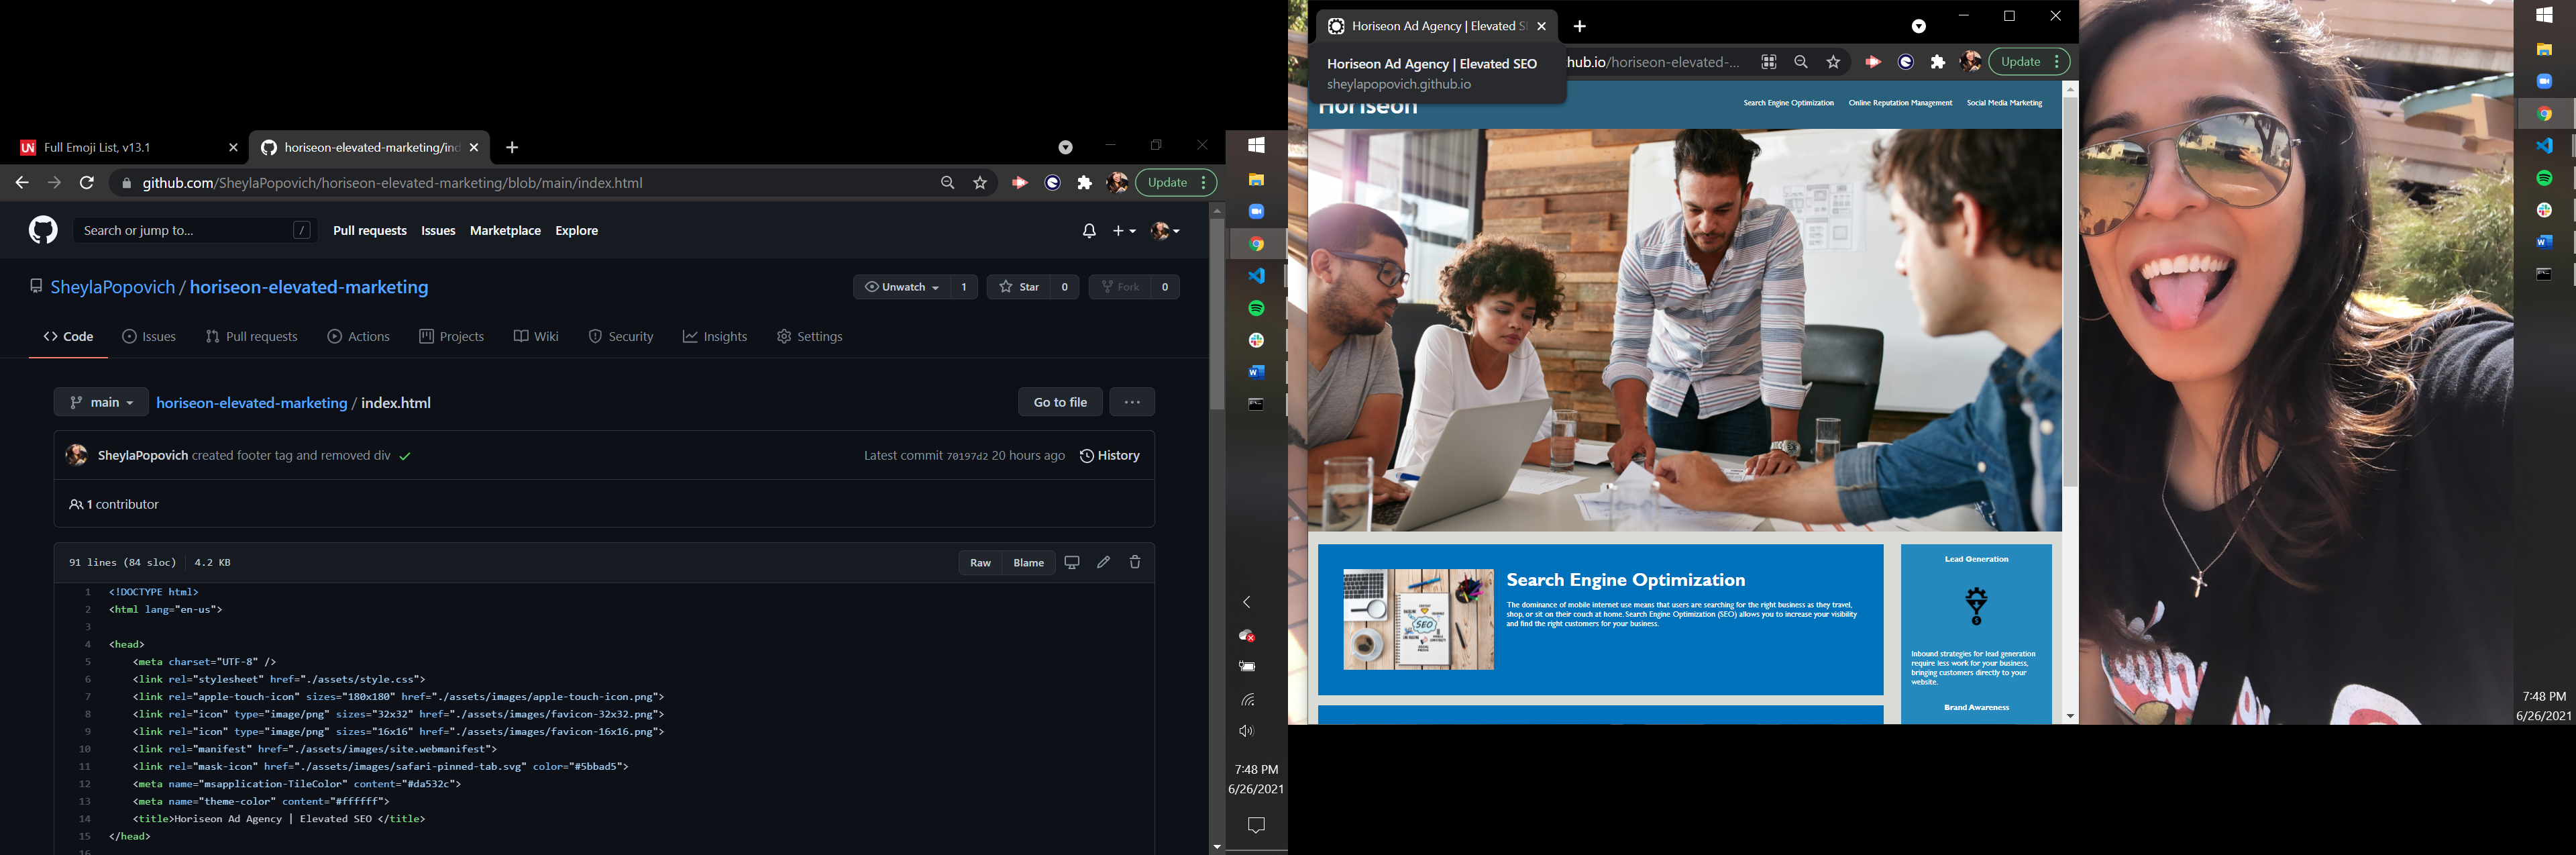 Full Emoji List, v13.1
horiseon-elevated-marketing/ind
github.com/SheylaPopovich/horiseon-elevated-marketing/blob/main/index.html
Update
Search or jump to...
/
Pull requests
Issues
Marketplace
Explore
SheylaPopovich / horiseon-elevated-marketing
Unwatch
1
Star
0
Fork
0
Code
Issues
Pull requests
Actions
Projects
Wiki
Security
Insights
Settings
main
horiseon-elevated-marketing / index.html
Go to file
SheylaPopovich created footer tag and removed div
Latest commit 70197d2 20 hours ago
History
1 contributor
91 lines (84 sloc)
4.2 KB
Raw
Blame
1 <!DOCTYPE html>
2 <html lang="en-us">
3
4 <head>
5 <meta charset="UTF-8" />
6 <link rel="stylesheet" href="./assets/style.css">
7 <link rel="apple-touch-icon" sizes="180x180" href="./assets/images/apple-touch-icon.png">
8 <link rel="icon" type="image/png" sizes="32x32" href="./assets/images/favicon-32x32.png">
9 <link rel="icon" type="image/png" sizes="16x16" href="./assets/images/favicon-16x16.png">
10 <link rel="manifest" href="./assets/images/site.webmanifest">
11 <link rel="mask-icon" href="./assets/images/safari-pinned-tab.svg" color="#5bbad5">
12 <meta name="msapplication-TileColor" content="#da532c">
13 <meta name="theme-color" content="#ffffff">
14 <title>Horiseon Ad Agency | Elevated SEO </title>
15 </head>
16
7:48 PM
6/26/2021
Horiseon Ad Agency | Elevated SE
Horiseon Ad Agency | Elevated SEO
sheylapopovich.github.io
hub.io/horiseon-elevated-...
Update
Horiseon
Search Engine Optimization
Online Reputation Management
Social Media Marketing
SEO
Search Engine Optimization
The dominance of mobile internet use means that users are searching for the right business as they travel,
shop, or sit on their couch at home. Search Engine Optimization (SEO) allows you to increase your visibility
and find the right customers for your business.
Lead Generation
Inbound strategies for lead generation
require less work for your business,
bringing customers directly to your
website.
Brand Awareness
7:48 PM
6/26/2021